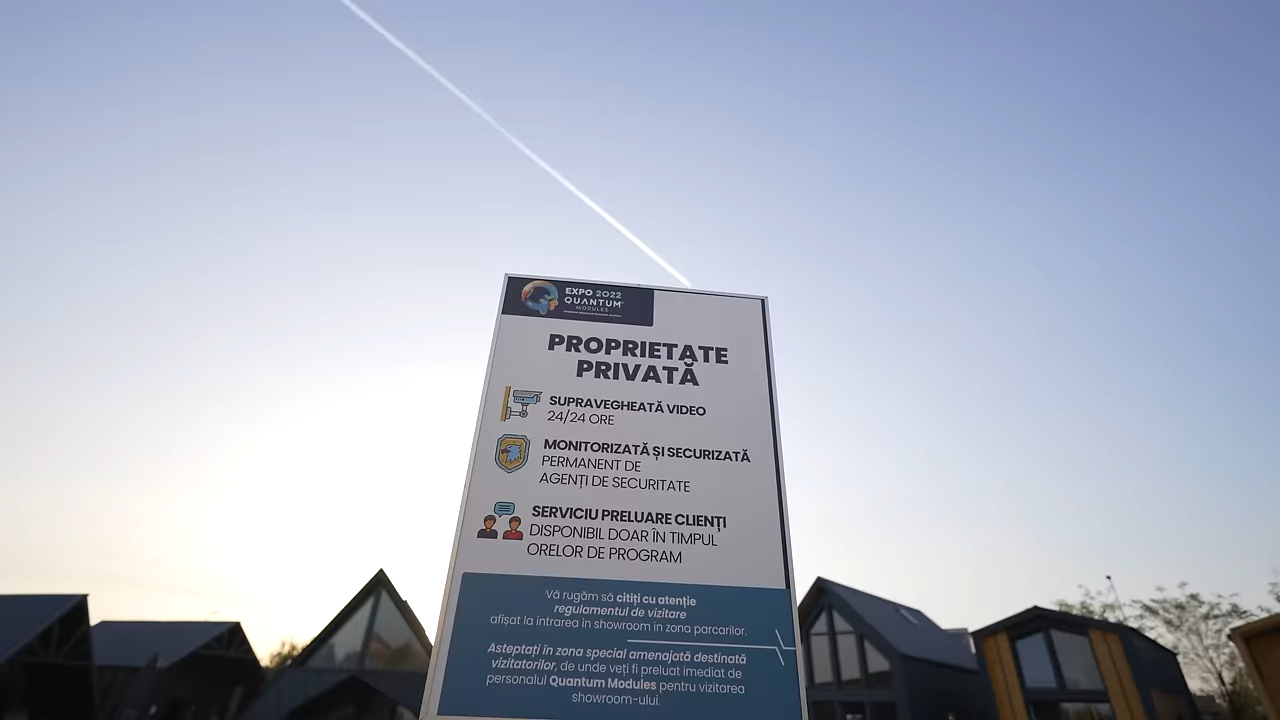 EXPO 2022
QUANTUM
MODULES
PROPRIETATE
PRIVATĂ
SUPRAVEGHEATĂ VIDEO
24/24 ORE
MONITORIZATĂ ȘI SECURIZATĂ
PERMANENT DE
AGENȚI DE SECURITATE
SERVICIU PRELUARE CLIENȚI
DISPONIBIL DOAR ÎN TIMPUL
ORELOR DE PROGRAM
Vă rugăm să citiți cu atenție
regulamentul de vizitare
afișat la intrarea in showroom in zona parcarilor.
Asteptați în zona special amenajată destinată
vizitatorilor, de unde veți fi preluat imediat de
personalul Quantum Modules pentru vizitarea
showroom-ului.